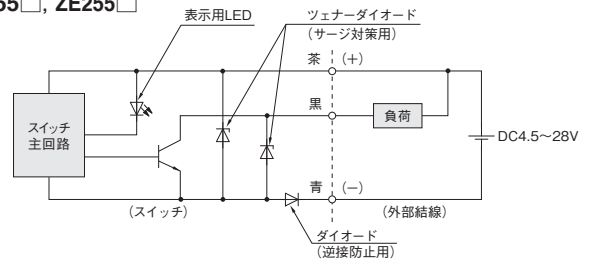 55□, ZE255□
表示用LED
ツェナーダイオード
(サージ対策用)
茶 (+)
黒
負荷
スイッチ
主回路
DC4.5～28V
青 (−)
(スイッチ)
(外部結線)
ダイオード
(逆接防止用)